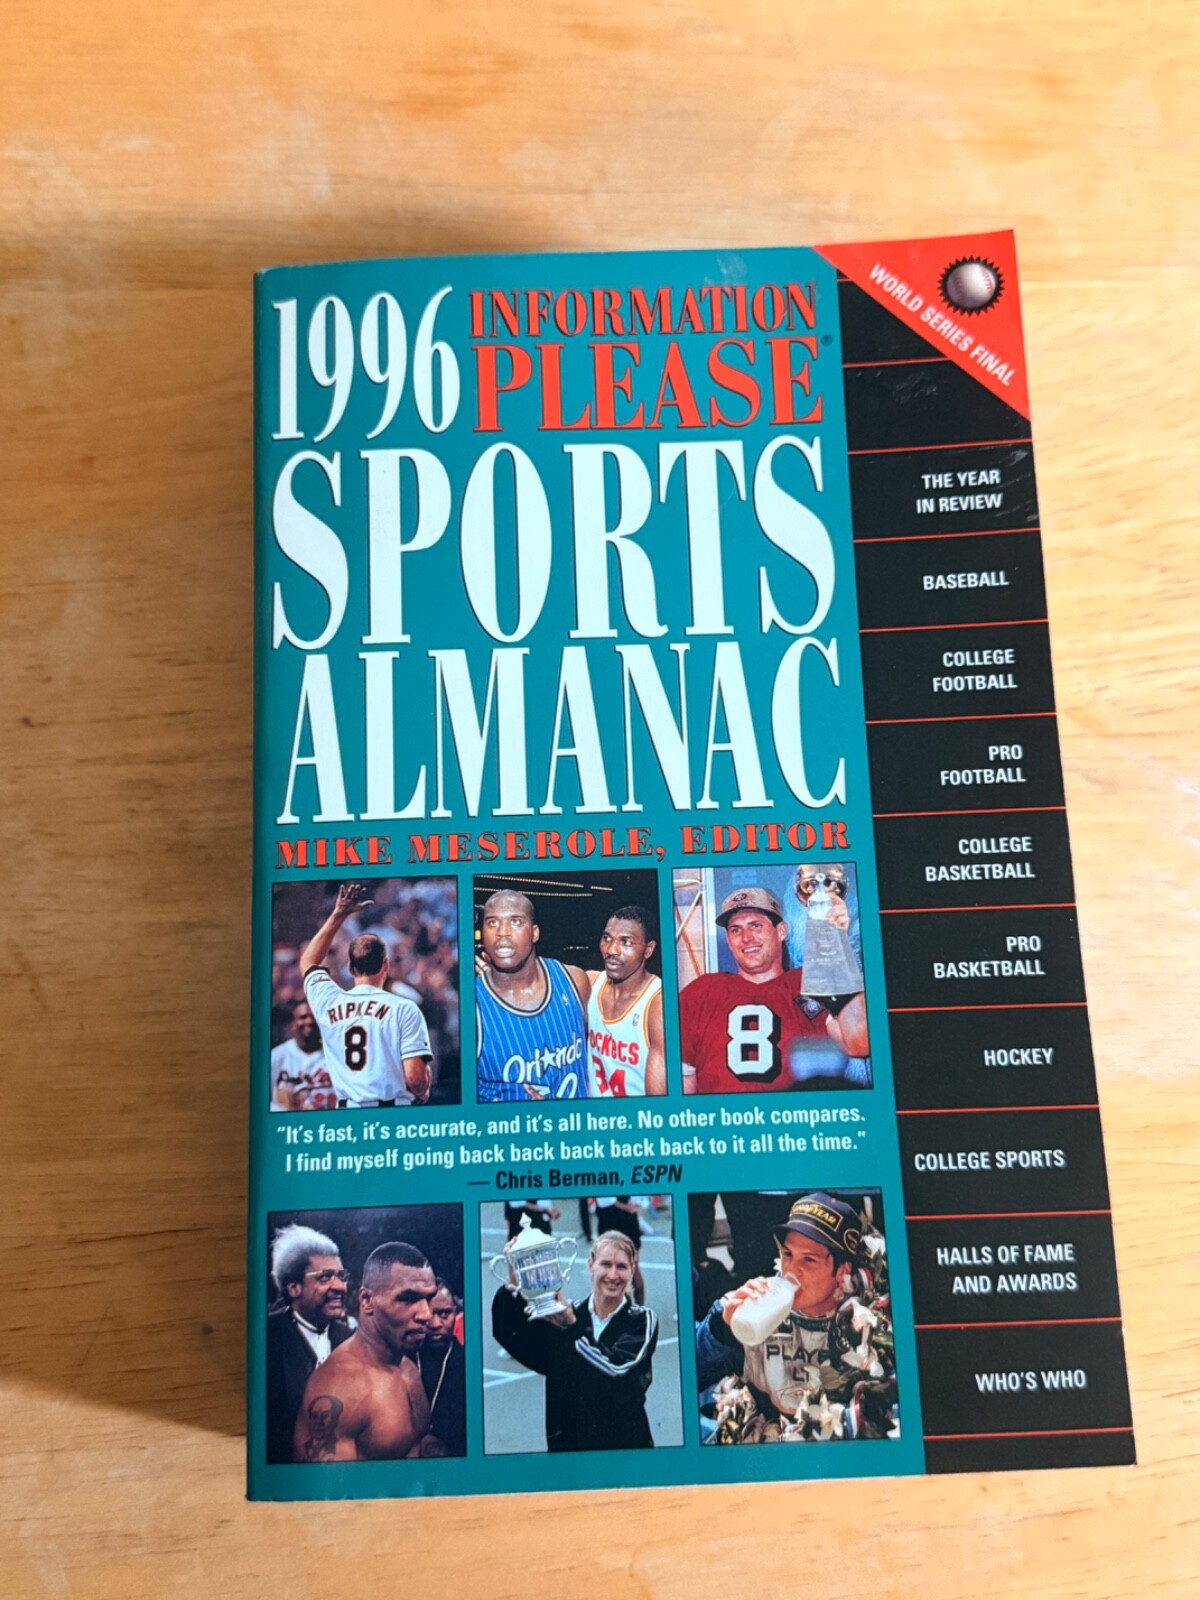 1996 INFORMATION
PLEASE®
SPORTS
ALMANAC
MIKE MESEROLE, EDITOR
WORLD SERIES FINAL
THE YEAR
IN REVIEW
BASEBALL
COLLEGE
FOOTBALL
PRO
FOOTBALL
COLLEGE
BASKETBALL
PRO
BASKETBALL
HOCKEY
COLLEGE SPORTS
HALLS OF FAME
AND AWARDS
WHO'S WHO
RIPKEN
8
Orlando
ROCKETS
34
8
"It's fast, it's accurate, and it's all here. No other book compares.
I find myself going back back back back back to it all the time."
— Chris Berman, ESPN
GOODYEAR
PLAYE